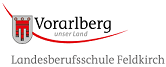 Vorarlberg
unser Land
Landesberufsschule Feldkirch